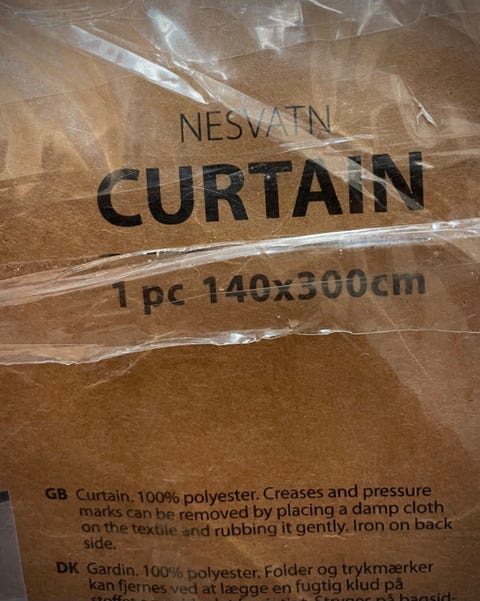 NESVATN
CURTAIN
1 pc 140x300cm
GB Curtain. 100% polyester. Creases and pressure
marks can be removed by placing a damp cloth
on the textile and rubbing it gently. Iron on back
side.
DK Gardin. 100% polyester. Folder og trykmærker
kan fjernes ved at lægge en fugtig klud på
stoffet